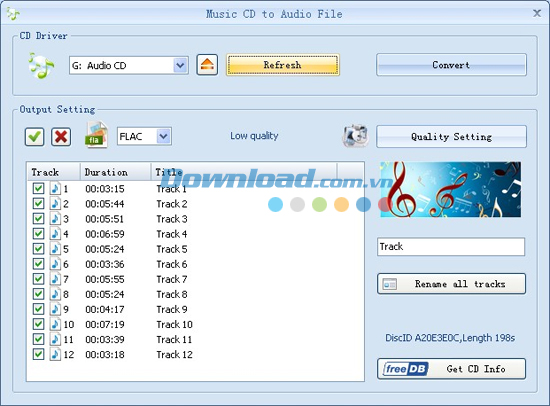 Music CD to Audio File
CD Driver
G: Audio CD
Refresh
Convert
Output Setting
fla
FLAC
Low quality
Quality Setting
Track Duration Title
1 00:03:15 Track 1
2 00:05:44 Track 2
3 00:05:51 Track 3
4 00:06:59 Track 4
5 00:05:24 Track 5
6 00:03:36 Track 6
7 00:05:55 Track 7
8 00:05:24 Track 8
9 00:04:17 Track 9
10 00:07:19 Track 10
11 00:03:39 Track 11
12 00:03:18 Track 12
Download.com.vn
Track
Rename all tracks
DiscID A20E3E0C,Length 198s
freeDB Get CD Info